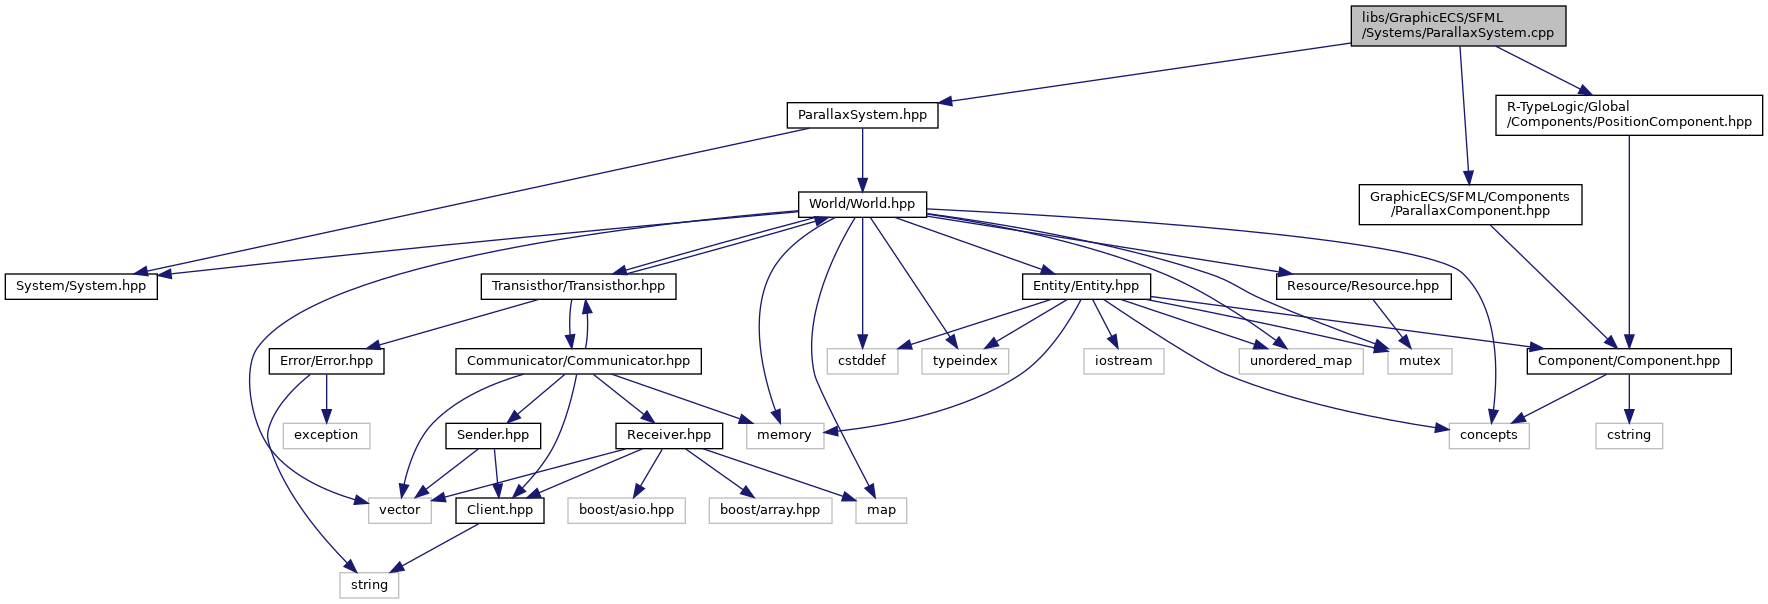 libs/GraphicECS/SFML
/Systems/ParallaxSystem.cpp
ParallaxSystem.hpp
R-TypeLogic/Global
/Components/PositionComponent.hpp
World/World.hpp
GraphicECS/SFML/Components
/ParallaxComponent.hpp
System/System.hpp
Transisthor/Transisthor.hpp
Entity/Entity.hpp
Resource/Resource.hpp
Error/Error.hpp
Communicator/Communicator.hpp
cstddef
typeindex
iostream
unordered_map
mutex
Component/Component.hpp
exception
Sender.hpp
Receiver.hpp
memory
concepts
cstring
vector
Client.hpp
boost/asio.hpp
boost/array.hpp
map
string